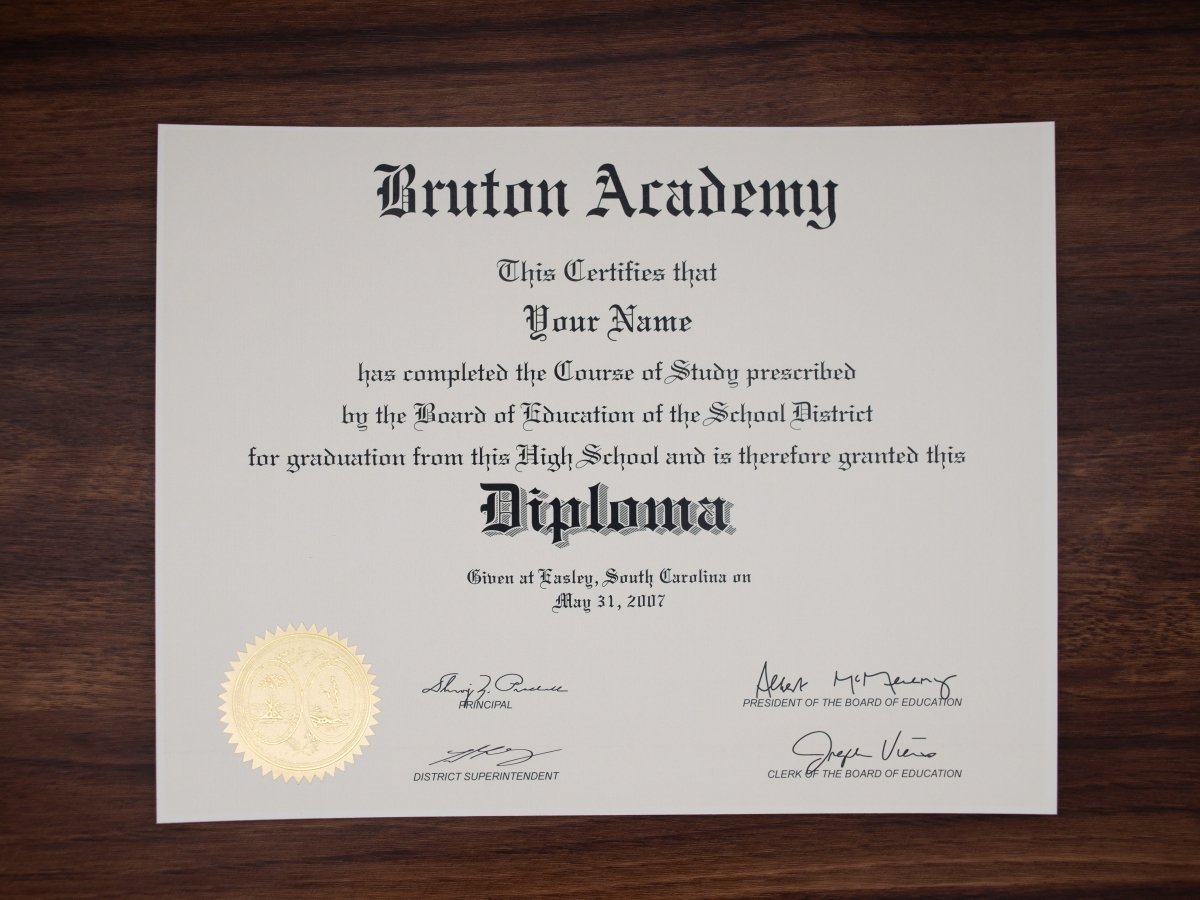 Bruton Academy
This Certifies that
Your Name
has completed the Course of Study prescribed
by the Board of Education of the School District
for graduation from this High School and is therefore granted this
Diploma
Given at Easley, South Carolina on
May 31, 2007
PRINCIPAL
Albert McMenemy
PRESIDENT OF THE BOARD OF EDUCATION
DISTRICT SUPERINTENDENT
Joseph
CLERK OF THE BOARD OF EDUCATION